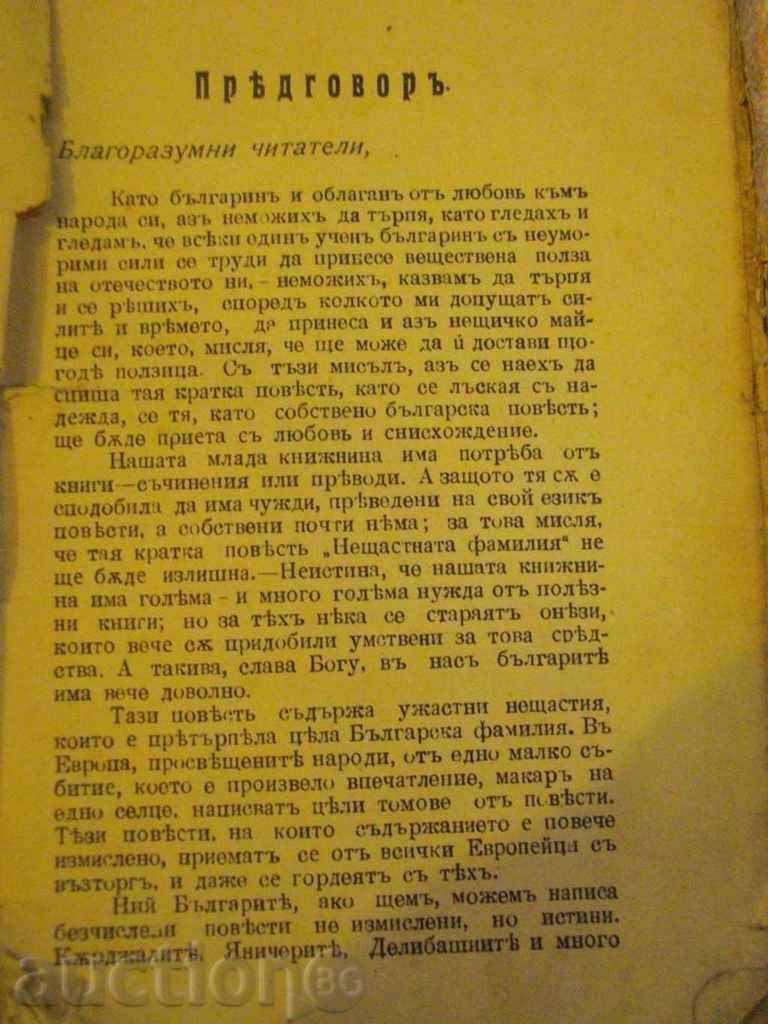 Прѣдговоръ.
Благоразумни читатели,
Като българинъ и облаганъ отъ любовь къмъ
народа си, азъ неможихъ да търпя, като гледахъ и
гледамъ, че всѣки единъ ученъ българинъ съ неумо-
рими сили се труди да принесе веществена полза
на отечеството ни, - неможихъ, казвамъ да търпя
и се рѣшихъ, споредъ колкото ми допущатъ си-
литѣ и врѣмето, да принеса и азъ нещичко май-
це си, което, мисля, че ще може да ѝ достави що-
годѣ ползица. Съ тъзи мисъль, азъ се наехъ да
спиша тая кратка повѣсть, като се лъская съ на-
дежда, се тя, като собствено българска повѣсть;
ще бѫде приета съ любовь и снисхождение.
Нашата млада книжнина има потрѣба отъ
книги—съчинения или прѣводи. А защото тя сѫ е
сподобила да има чужди, прѣведени на свой езикъ
повѣсти, а собствени почти нѣма; за това мисля,
че тая кратка повѣсть „Нещастната фамилия“ не
ще бѫде излишна.—Неистина, че нашата книжни-
на има голѣма - и много голѣма нужда отъ полѣз-
ни книги; но за тѣхъ нѣка се стараятъ онѣзи,
които вече сѫ придобили умствени за това срѣд-
ства. А такива, слава Богу, въ насъ българитѣ
има вече доволно.
Тази повѣсть съдържа ужастни нещастия,
които е прѣтърпѣла цѣла Българска фамилия. Въ
Европа, просвѣщенитѣ народи, отъ едно малко съ-
битие, което е произвело впечатление, макаръ на
едно селце, написватъ цѣли томове отъ повѣсти.
Тѣзи повѣсти, на които съдържанието е повече
измислено, приематъ се отъ всички Европейци съ
възторгъ, и даже се гордеятъ съ тѣхъ.
Ний Българитѣ, ако щемъ, можемъ написа
безчислени повѣсти не измислени, но истини.
Кѫрджалитѣ, Яничеритѣ, Делибашиитѣ и много
auctionBG